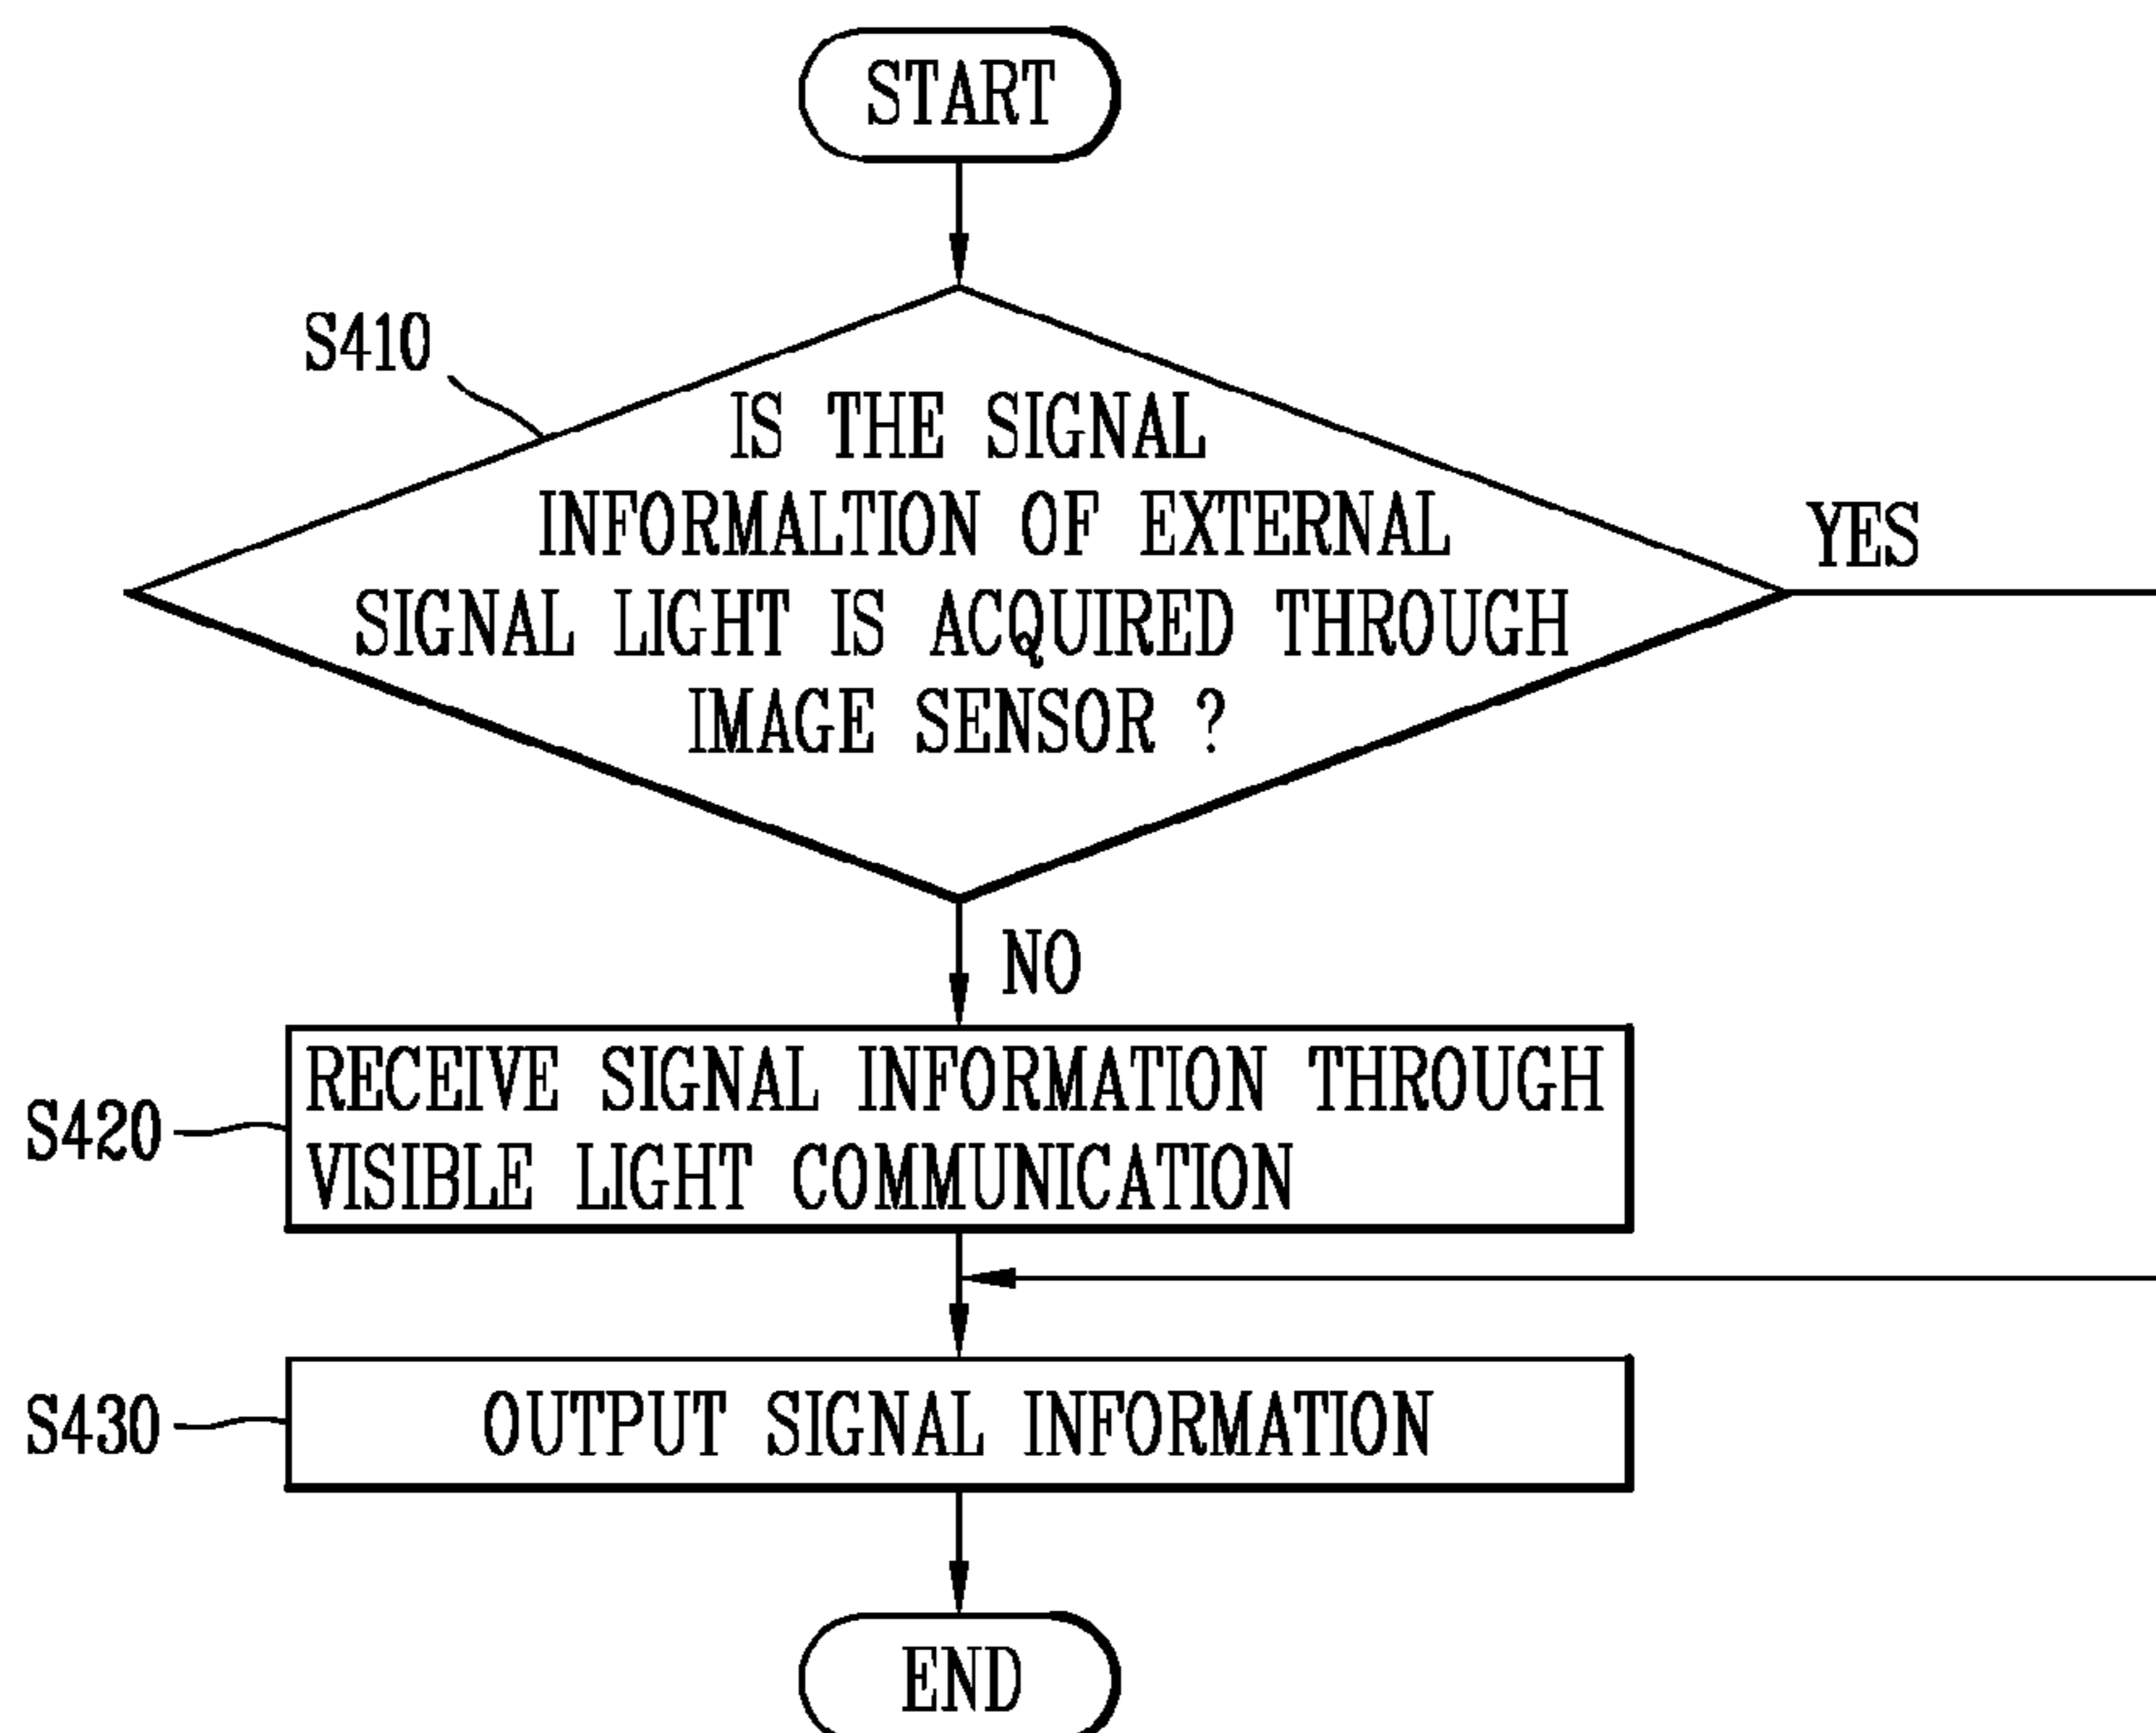 START
S410
IS THE SIGNAL
INFORMALTION OF EXTERNAL
SIGNAL LIGHT IS ACQUIRED THROUGH
IMAGE SENSOR ?
YES
NO
S420
RECEIVE SIGNAL INFORMATION THROUGH
VISIBLE LIGHT COMMUNICATION
S430
OUTPUT SIGNAL INFORMATION
END